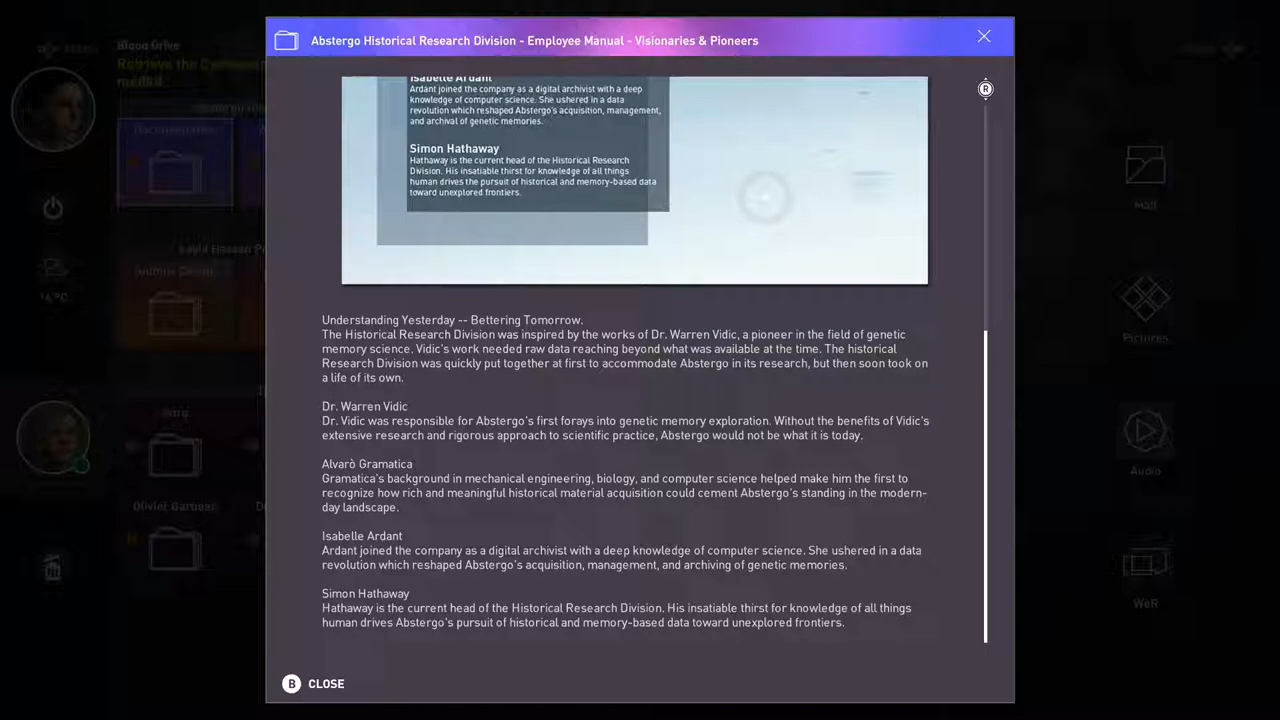 Blood Drive
Abstergo Historical Research Division - Employee Manual - Visionaries & Pioneers
Isabelle Ardant
Ardant joined the company as a digital archivist with a deep
knowledge of computer science. She ushered in a data
revolution which reshaped Abstergo's acquisition, management,
and archival of genetic memories.
Simon Hathaway
Hathaway is the current head of the Historical Research
Division. His insatiable thirst for knowledge of all things
human drives the pursuit of historical and memory-based data
toward unexplored frontiers.
R
Understanding Yesterday -- Bettering Tomorrow.
The Historical Research Division was inspired by the works of Dr. Warren Vidic, a pioneer in the field of genetic
memory science. Vidic's work needed raw data reaching beyond what was available at the time. The historical
Research Division was quickly put together at first to accommodate Abstergo in its research, but then soon took on
a life of its own.
Dr. Warren Vidic
Dr. Vidic was responsible for Abstergo's first forays into genetic memory exploration. Without the benefits of Vidic's
extensive research and rigorous approach to scientific practice, Abstergo would not be what it is today.
Alvarò Gramatica
Gramatica's background in mechanical engineering, biology, and computer science helped make him the first to
recognize how rich and meaningful historical material acquisition could cement Abstergo's standing in the modern-
day landscape.
Isabelle Ardant
Ardant joined the company as a digital archivist with a deep knowledge of computer science. She ushered in a data
revolution which reshaped Abstergo's acquisition, management, and archiving of genetic memories.
Simon Hathaway
Hathaway is the current head of the Historical Research Division. His insatiable thirst for knowledge of all things
human drives Abstergo's pursuit of historical and memory-based data toward unexplored frontiers.
B CLOSE
Mail
Pictures
Audio
WeR